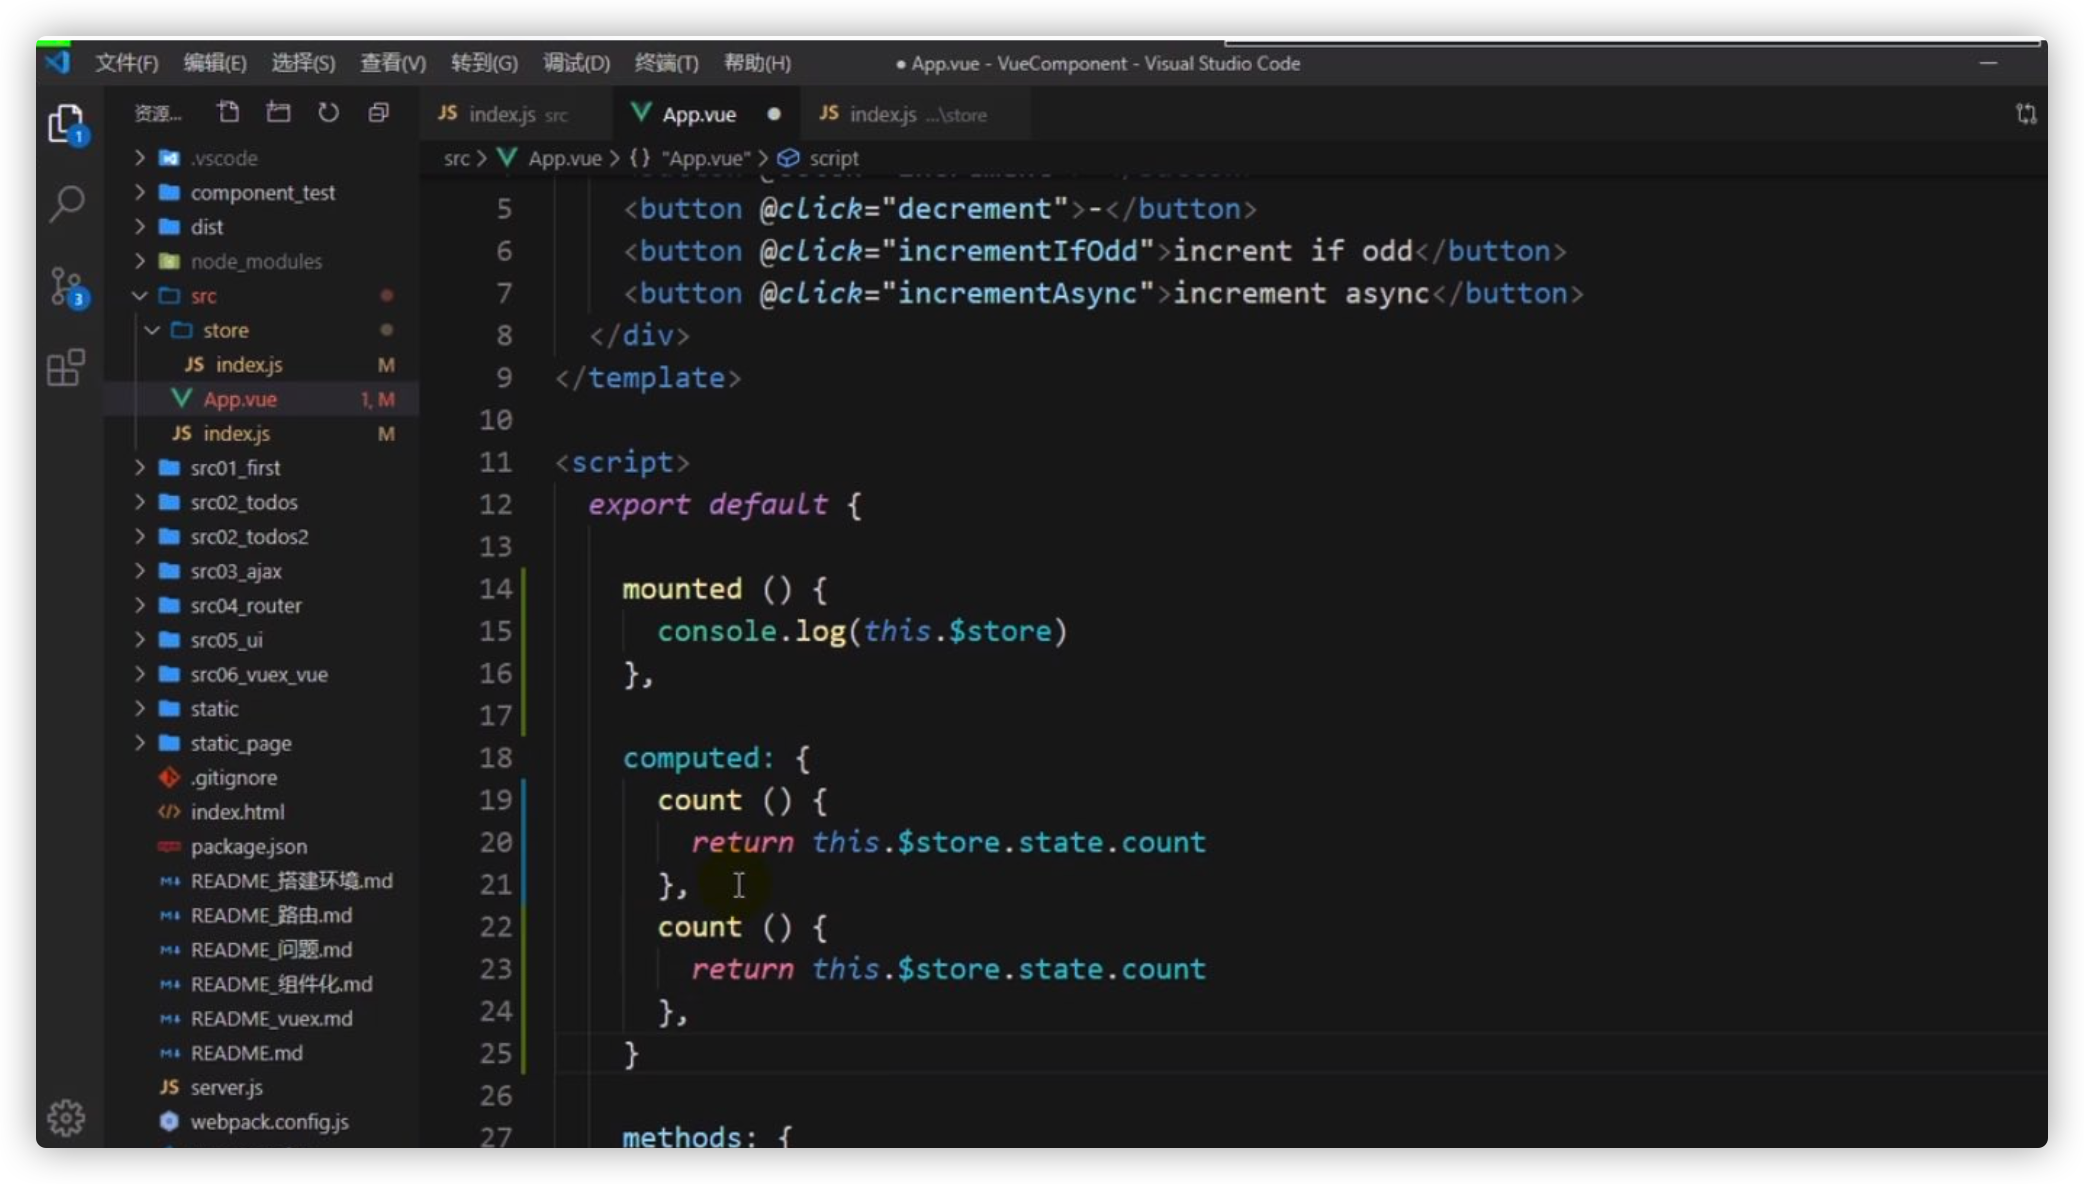 文件(F) 编辑(E) 选择(S) 查看(V) 转到(G) 调试(D) 终端(T) 帮助(H) ● App.vue - VueComponent - Visual Studio Code
资源...
JS index.js src
App.vue ●
JS index.js ...\store
src > App.vue > {} "App.vue" > script
1
3
.vscode
component_test
dist
node_modules
src
store
JS index.js M
App.vue 1, M
JS index.js M
src01_first
src02_todos
src02_todos2
src03_ajax
src04_router
src05_ui
src06_vuex_vue
static
static_page
.gitignore
index.html
package.json
README_搭建环境.md
README_路由.md
README_问题.md
README_组件化.md
README_vuex.md
README.md
JS server.js
webpack.config.js
5 <button @click="decrement">-</button>
6 <button @click="incrementIfOdd">incrent if odd</button>
7 <button @click="incrementAsync">increment async</button>
8 </div>
9 </template>
10
11 <script>
12 export default {
13
14 mounted () {
15 console.log(this.$store)
16 },
17
18 computed: {
19 count () {
20 return this.$store.state.count
21 },
22 count () {
23 return this.$store.state.count
24 },
25 }
26
27 methods: {